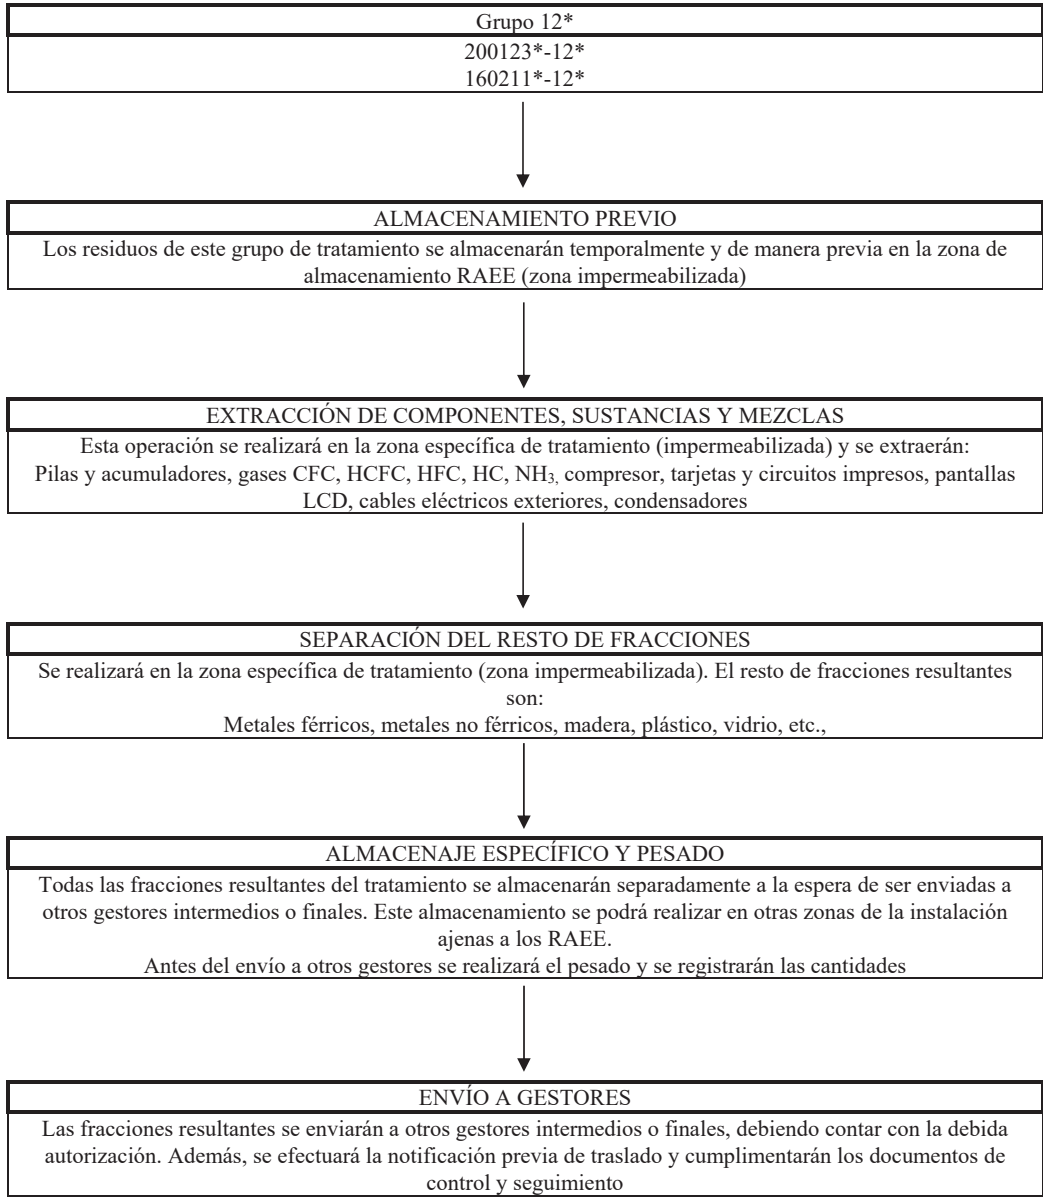 Grupo 12*
200123*-12*
160211*-12*
ALMACENAMIENTO PREVIO
Los residuos de este grupo de tratamiento se almacenarán temporalmente y de manera previa en la zona de
almacenamiento RAEE (zona impermeabilizada)
EXTRACCIÓN DE COMPONENTES, SUSTANCIAS Y MEZCLAS
Esta operación se realizará en la zona específica de tratamiento (impermeabilizada) y se extraerán:
Pilas y acumuladores, gases CFC, HCFC, HFC, HC, NH₃, compresor, tarjetas y circuitos impresos, pantallas
LCD, cables eléctricos exteriores, condensadores
SEPARACIÓN DEL RESTO DE FRACCIONES
Se realizará en la zona específica de tratamiento (zona impermeabilizada). El resto de fracciones resultantes
son:
Metales férricos, metales no férricos, madera, plástico, vidrio, etc.,
ALMACENAJE ESPECÍFICO Y PESADO
Todas las fracciones resultantes del tratamiento se almacenarán separadamente a la espera de ser enviadas a
otros gestores intermedios o finales. Este almacenamiento se podrá realizar en otras zonas de la instalación
ajenas a los RAEE.
Antes del envío a otros gestores se realizará el pesado y se registrarán las cantidades
ENVÍO A GESTORES
Las fracciones resultantes se enviarán a otros gestores intermedios o finales, debiendo contar con la debida
autorización. Además, se efectuará la notificación previa de traslado y cumplimentarán los documentos de
control y seguimiento